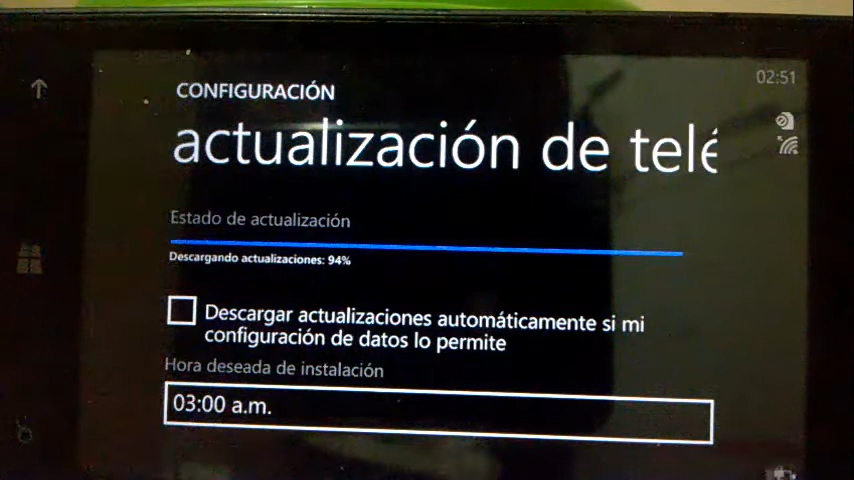 02:51
CONFIGURACIÓN
actualización de telé
Estado de actualización
Descargando actualizaciones: 94%
Descargar actualizaciones automáticamente si mi
configuración de datos lo permite
Hora deseada de instalación
03:00 a.m.